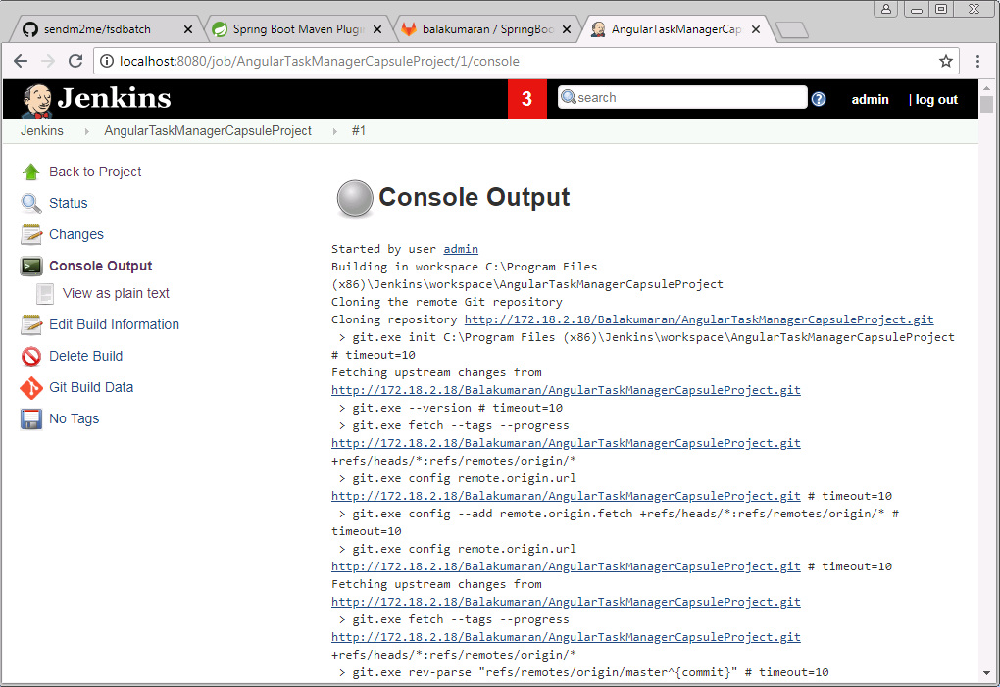 sendm2me/fsdbatch
Spring Boot Maven Plugi
balakumaran / SpringBoo
AngularTaskManagerCap
localhost:8080/job/AngularTaskManagerCapsuleProject/1/console
Jenkins
3
search
admin
| log out
Jenkins
AngularTaskManagerCapsuleProject
#1
Back to Project
Status
Changes
Console Output
View as plain text
Edit Build Information
Delete Build
Git Build Data
No Tags
Console Output
Started by user admin
Building in workspace C:\Program Files
(x86)\Jenkins\workspace\AngularTaskManagerCapsuleProject
Cloning the remote Git repository
Cloning repository http://172.18.2.18/Balakumaran/AngularTaskManagerCapsuleProject.git
> git.exe init C:\Program Files (x86)\Jenkins\workspace\AngularTaskManagerCapsuleProject
# timeout=10
Fetching upstream changes from
http://172.18.2.18/Balakumaran/AngularTaskManagerCapsuleProject.git
> git.exe --version # timeout=10
> git.exe fetch --tags --progress
http://172.18.2.18/Balakumaran/AngularTaskManagerCapsuleProject.git
+refs/heads/*:refs/remotes/origin/*
> git.exe config remote.origin.url
http://172.18.2.18/Balakumaran/AngularTaskManagerCapsuleProject.git # timeout=10
> git.exe config --add remote.origin.fetch +refs/heads/*:refs/remotes/origin/* #
timeout=10
> git.exe config remote.origin.url
http://172.18.2.18/Balakumaran/AngularTaskManagerCapsuleProject.git # timeout=10
Fetching upstream changes from
http://172.18.2.18/Balakumaran/AngularTaskManagerCapsuleProject.git
> git.exe fetch --tags --progress
http://172.18.2.18/Balakumaran/AngularTaskManagerCapsuleProject.git
+refs/heads/*:refs/remotes/origin/*
> git.exe rev-parse "refs/remotes/origin/master^{commit}" # timeout=10